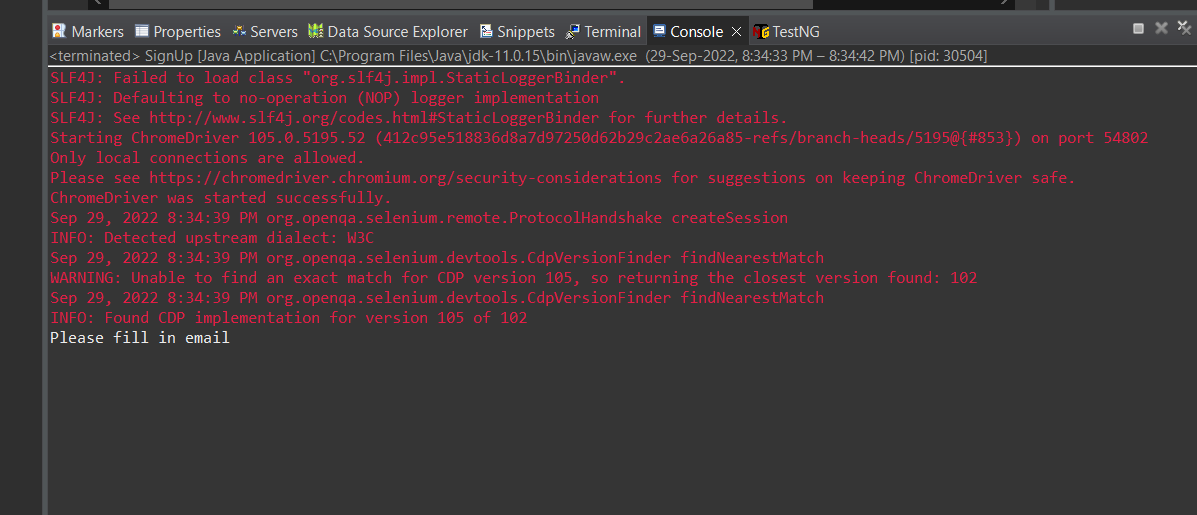 Markers Properties Servers Data Source Explorer Snippets Terminal Console TestNG
<terminated> SignUp [Java Application] C:\Program Files\Java\jdk-11.0.15\bin\javaw.exe (29-Sep-2022, 8:34:33 PM – 8:34:42 PM) [pid: 30504]
SLF4J: Failed to load class "org.slf4j.impl.StaticLoggerBinder".
SLF4J: Defaulting to no-operation (NOP) logger implementation
SLF4J: See http://www.slf4j.org/codes.html#StaticLoggerBinder for further details.
Starting ChromeDriver 105.0.5195.52 (412c95e518836d8a7d97250d62b29c2ae6a26a85-refs/branch-heads/5195@{#853}) on port 54802
Only local connections are allowed.
Please see https://chromedriver.chromium.org/security-considerations for suggestions on keeping ChromeDriver safe.
ChromeDriver was started successfully.
Sep 29, 2022 8:34:39 PM org.openqa.selenium.remote.ProtocolHandshake createSession
INFO: Detected upstream dialect: W3C
Sep 29, 2022 8:34:39 PM org.openqa.selenium.devtools.CdpVersionFinder findNearestMatch
WARNING: Unable to find an exact match for CDP version 105, so returning the closest version found: 102
Sep 29, 2022 8:34:39 PM org.openqa.selenium.devtools.CdpVersionFinder findNearestMatch
INFO: Found CDP implementation for version 105 of 102
Please fill in email